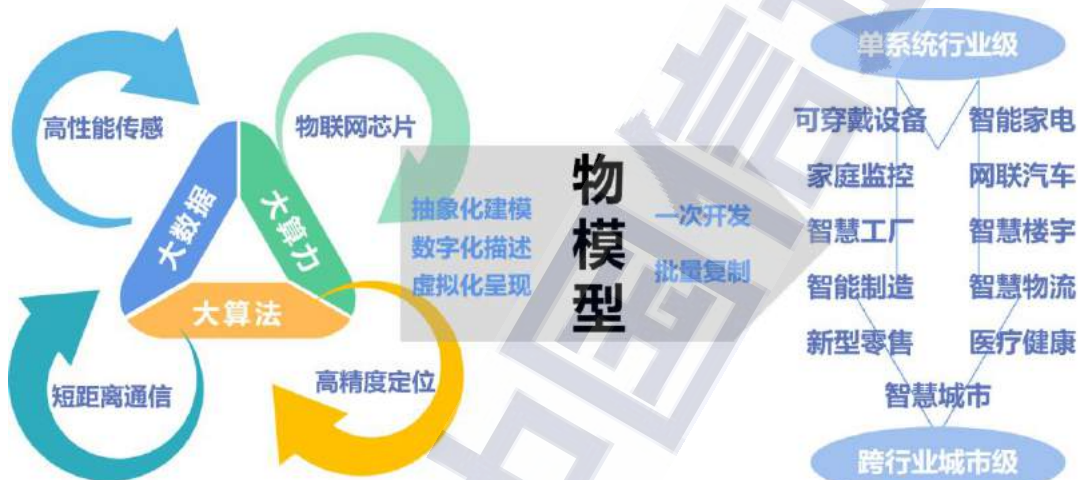 高性能传感
物联网芯片
大数据
大算力
大算法
短距离通信
高精度定位
抽象化建模
数字化描述
虚拟化呈现
物模型
一次开发
批量复制
单系统行业级
可穿戴设备 智能家电
家庭监控 网联汽车
智慧工厂 智慧楼宇
智能制造 智慧物流
新型零售 医疗健康
智慧城市
跨行业城市级